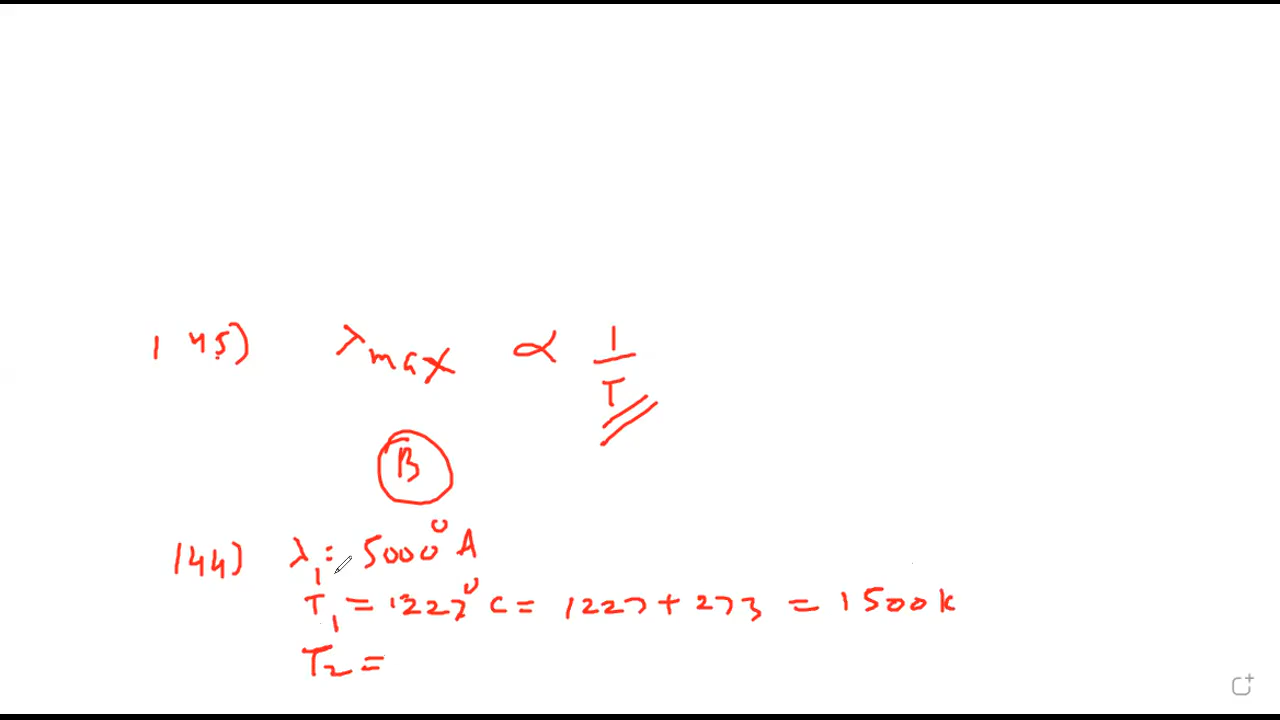 145) λmax ∝ 1/T
B
144) λ1 = 5000°A
T1 = 1227°C = 1227 + 273 = 1500K
T2 =